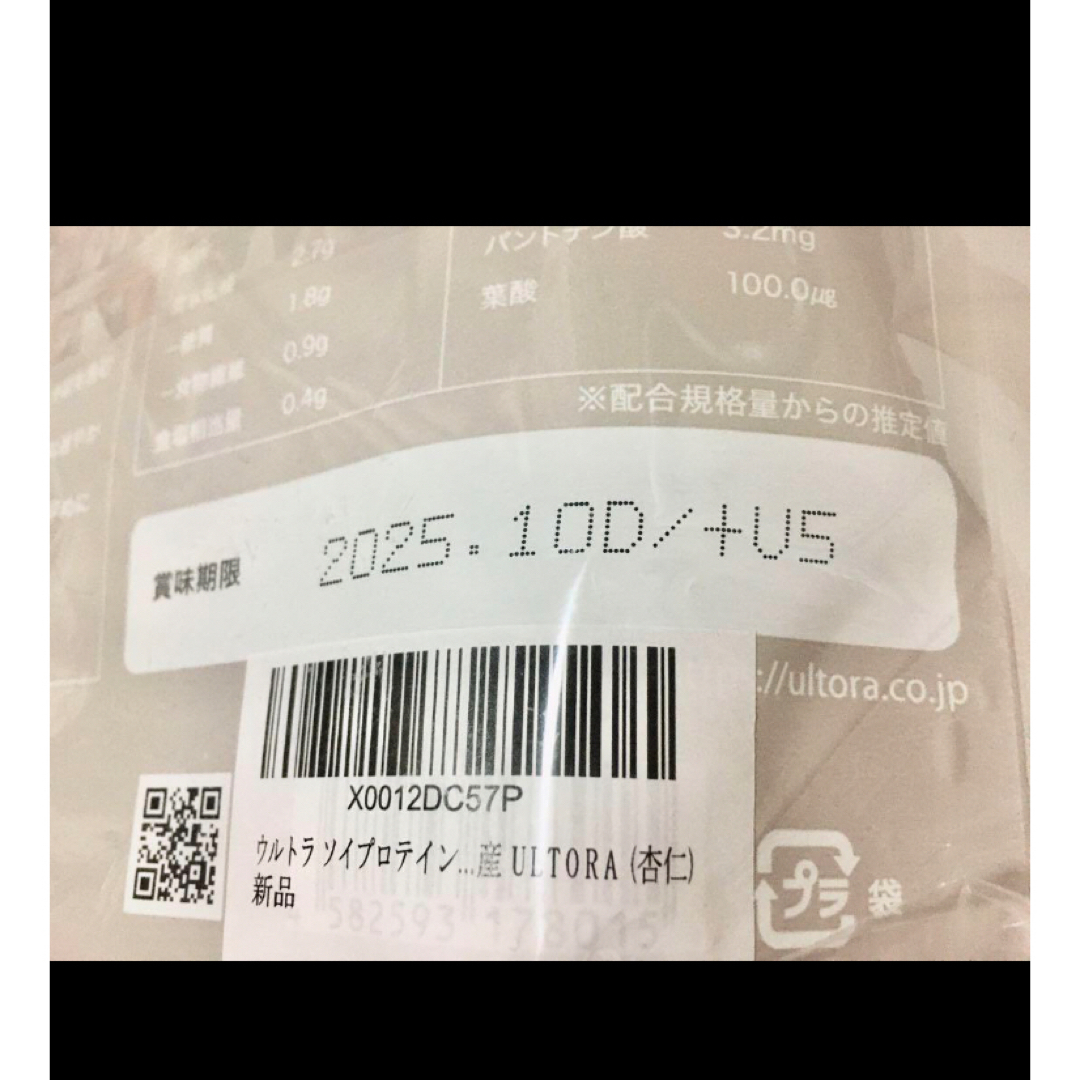 2.7g
1.8g
0.9g
0.4g
パントテン酸 3.2mg
葉酸 100.0㎍
※配合規格量からの推定値
賞味期限 2025.10D/+U5
://ultora.co.jp
X0012DC57P
ウルトラ ソイプロテイン...産 ULTORA (杏仁)
新品
4 582593 178015
プラ 袋